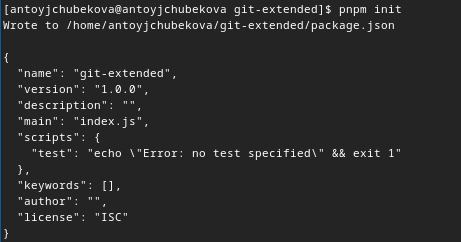 [antoyjchubekova@antoyjchubekova git-extended]$ pnpm init
Wrote to /home/antoyjchubekova/git-extended/package.json

{
  "name": "git-extended",
  "version": "1.0.0",
  "description": "",
  "main": "index.js",
  "scripts": {
    "test": "echo \"Error: no test specified\" && exit 1"
  },
  "keywords": [],
  "author": "",
  "license": "ISC"
}